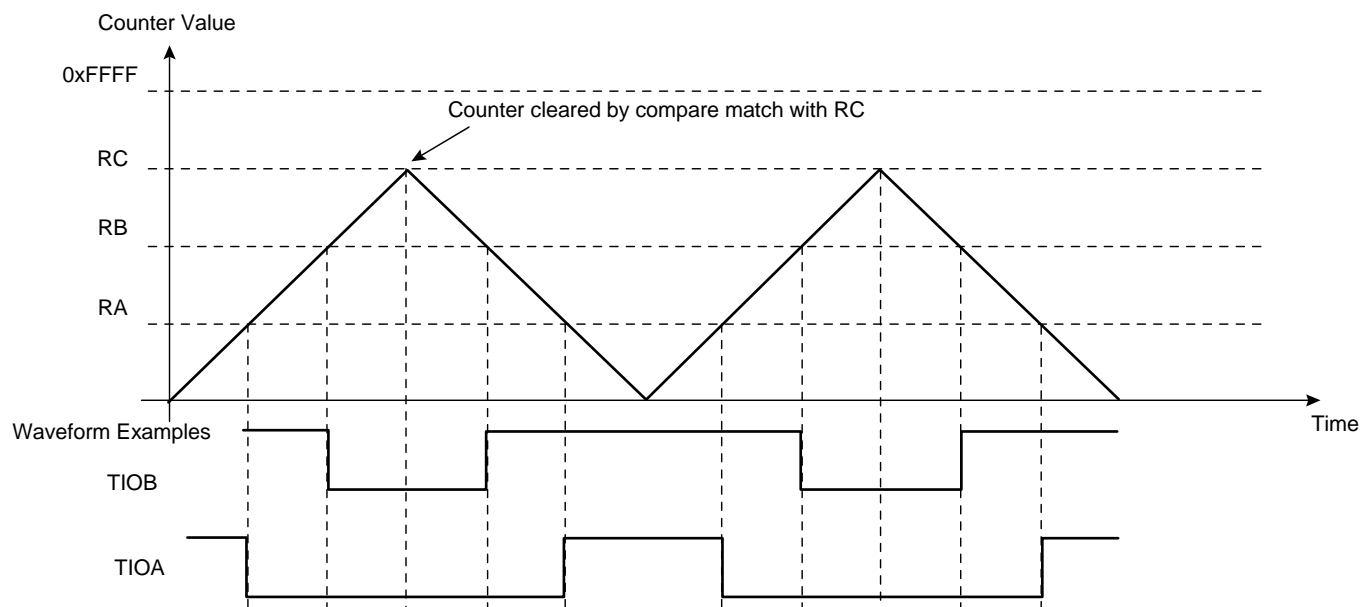 Counter Value
0xFFFF
Counter cleared by compare match with RC
RC
RB
RA
Time
Waveform Examples
TIOB
TIOA